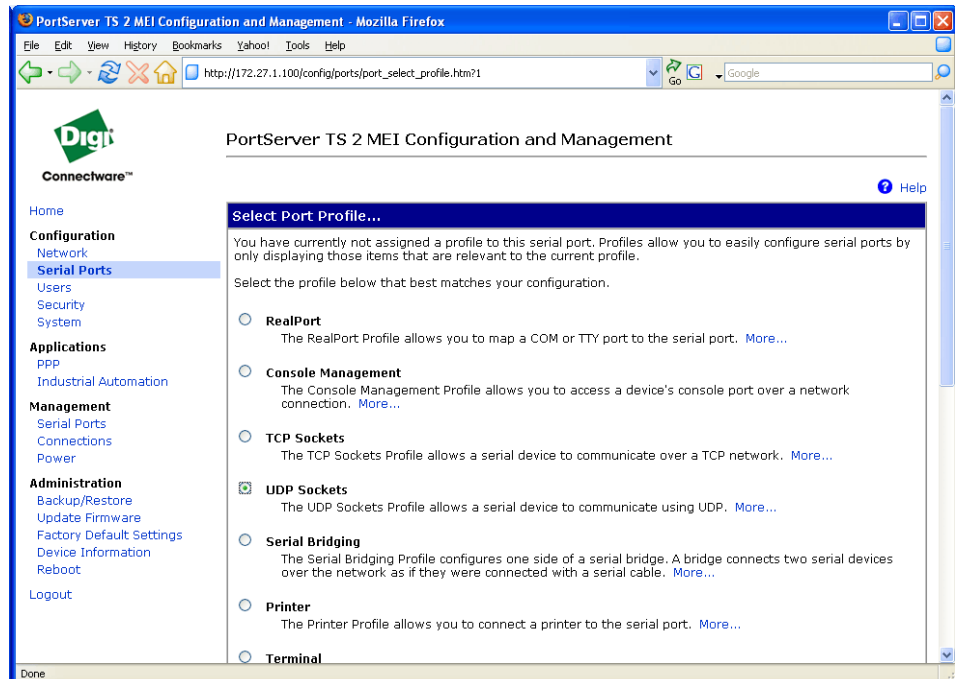 PortServer TS 2 MEI Configuration and Management - Mozilla Firefox
File Edit View History Bookmarks Yahoo! Tools Help
http://172.27.1.100/config/ports/port_select_profile.htm?1
Go
G
Google
Digi
Connectware™
PortServer TS 2 MEI Configuration and Management
? Help
Home
Configuration
Network
Serial Ports
Users
Security
System
Applications
PPP
Industrial Automation
Management
Serial Ports
Connections
Power
Administration
Backup/Restore
Update Firmware
Factory Default Settings
Device Information
Reboot
Logout
Select Port Profile...
You have currently not assigned a profile to this serial port. Profiles allow you to easily configure serial ports by
only displaying those items that are relevant to the current profile.
Select the profile below that best matches your configuration.
RealPort
The RealPort Profile allows you to map a COM or TTY port to the serial port. More...
Console Management
The Console Management Profile allows you to access a device's console port over a network
connection. More...
TCP Sockets
The TCP Sockets Profile allows a serial device to communicate over a TCP network. More...
UDP Sockets
The UDP Sockets Profile allows a serial device to communicate using UDP. More...
Serial Bridging
The Serial Bridging Profile configures one side of a serial bridge. A bridge connects two serial devices
over the network as if they were connected with a serial cable. More...
Printer
The Printer Profile allows you to connect a printer to the serial port. More...
Terminal
Done